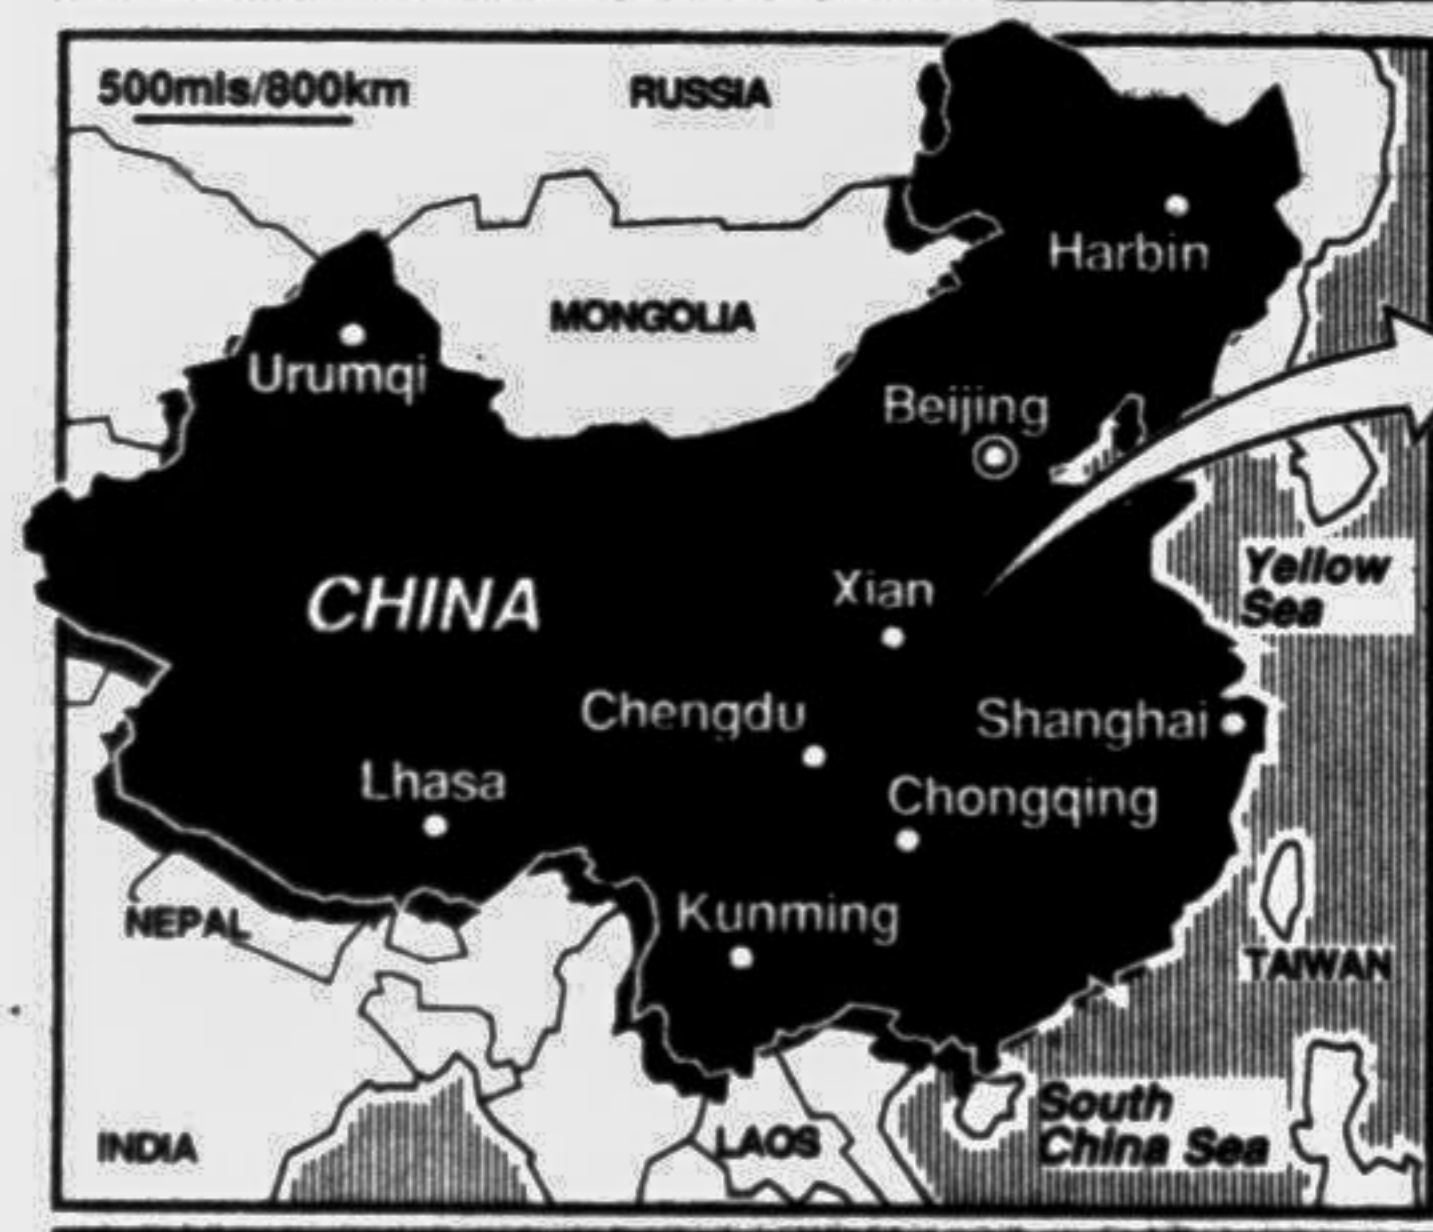 500mls/800km
RUSSIA
Harbin
MONGOLIA
Urumqi
Beijing
Yellow
Sea
CHINA
Xian
Chengdu
Shanghai
Lhasa
Chongqing
Kunming
NEPAL
TAIWAN
South
China Sea
INDIA
LAOS